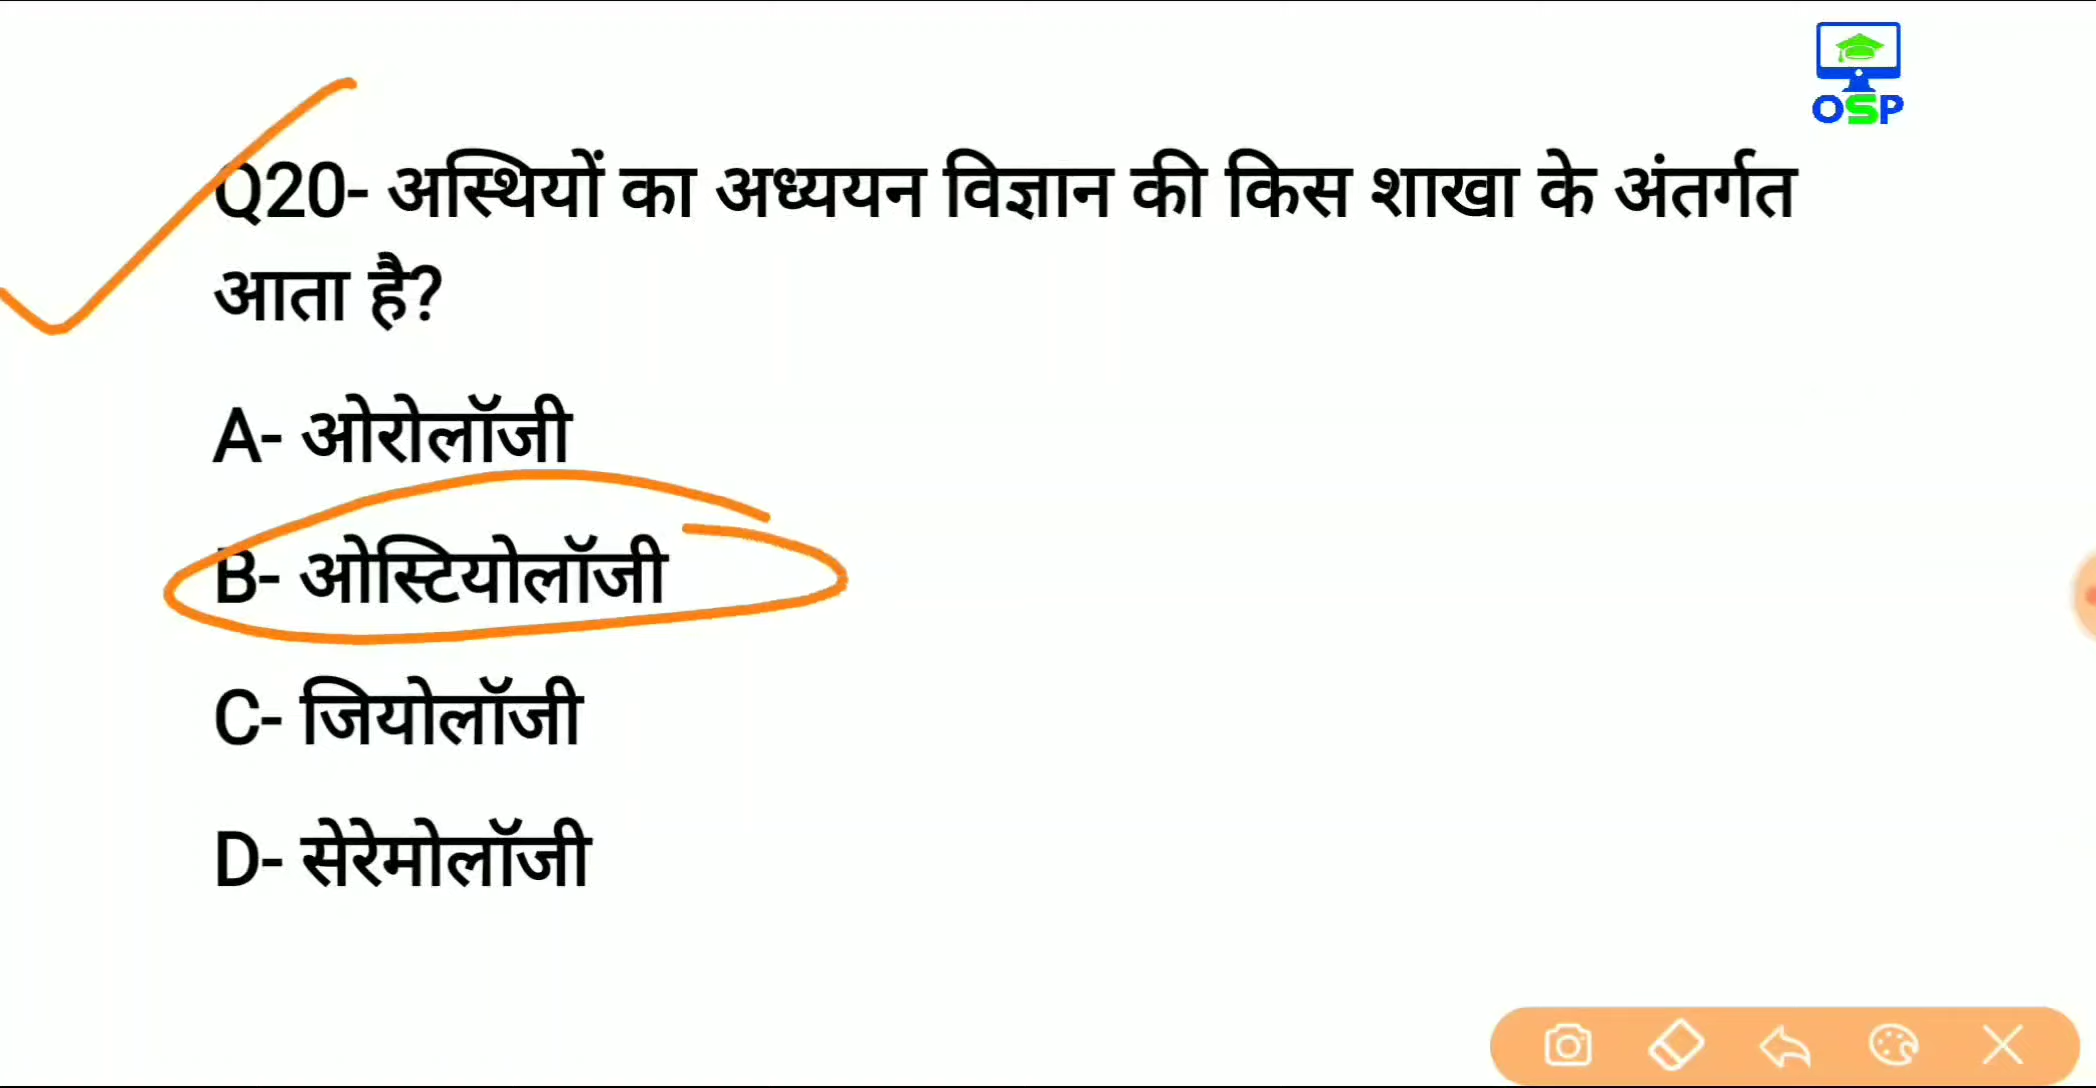 OSP
Q20- अस्थियों का अध्ययन विज्ञान की किस शाखा के अंतर्गत
आता है?
A- ओरोलॉजी
B- ओस्टियोलॉजी
C- जियोलॉजी
D- सेरेमोलॉजी